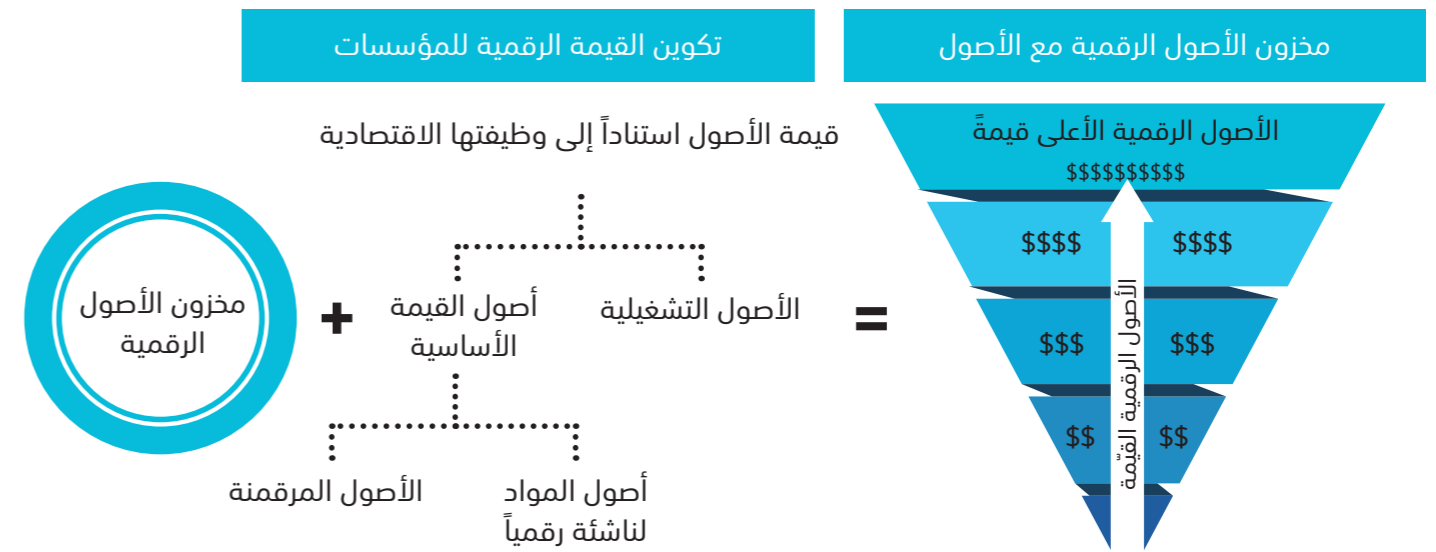 مخزون الأصول الرقمية مع الأصول
تكوين القيمة الرقمية للمؤسسات
الأصول الرقمية الأعلى قيمةً
$$$$$$$$$$
$$$$ $$$$
$$$ $$$
$$ $$
الأصول الرقمية القيّمة
=
قيمة الأصول استناداً إلى وظيفتها الاقتصادية
الأصول التشغيلية
أصول القيمة
الأساسية
أصول المواد
لناشئة رقمياً
الأصول المرقمنة
+
مخزون الأصول
الرقمية